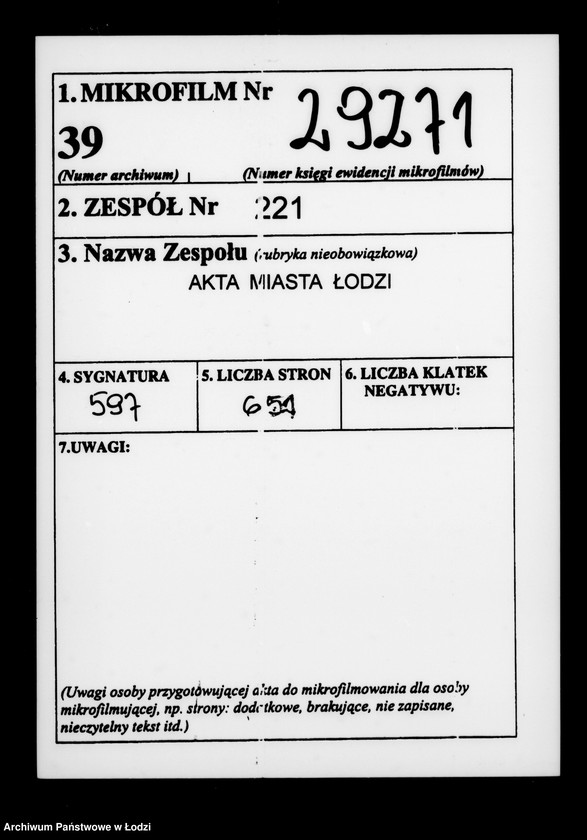 1. MIKROFILM Nr 29271
39
(Numer archiwum) (Numer księgi ewidencji mikrofilmów)
2. ZESPÓŁ Nr 221
3. Nazwa Zespołu (rubryka nieobowiązkowa)
AKTA MIASTA ŁODZI
4. SYGNATURA 5. LICZBA STRON 6. LICZBA KLATEK
NEGATYWU:
597
7.UWAGI:
(Uwagi osoby przygotowującej akta do mikrofilmowania dla osoby
mikrofilmującej, np. strony: dodatkowe, brakujące, nie zapisane,
nieczytelny tekst itd.)
Archiwum Państwowe w Łodzi